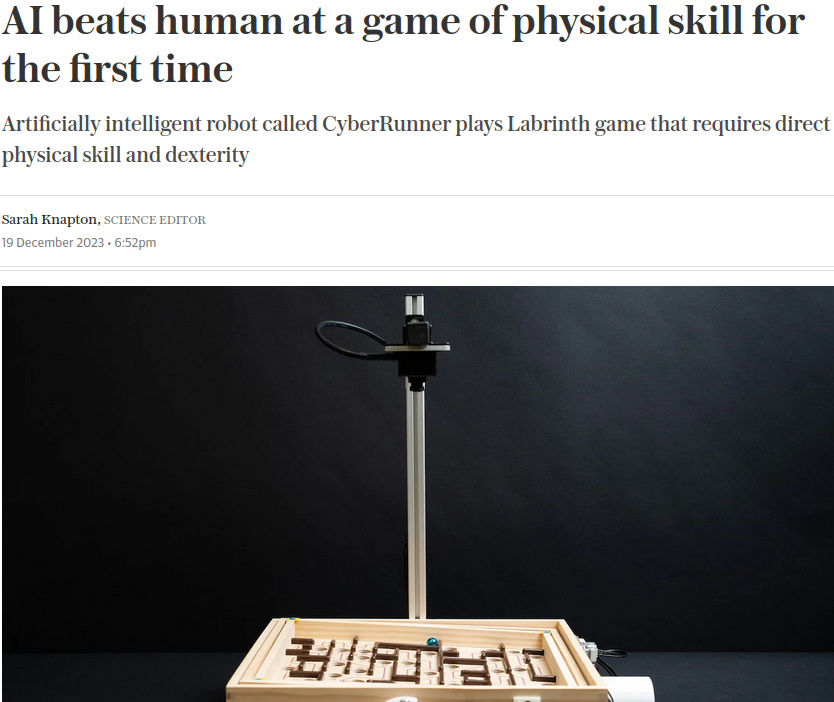 AI beats human at a game of physical skill for
the first time
Artificially intelligent robot called CyberRunner plays Labrinth game that requires direct
physical skill and dexterity
Sarah Knapton, SCIENCE EDITOR
19 December 2023 • 6:52pm